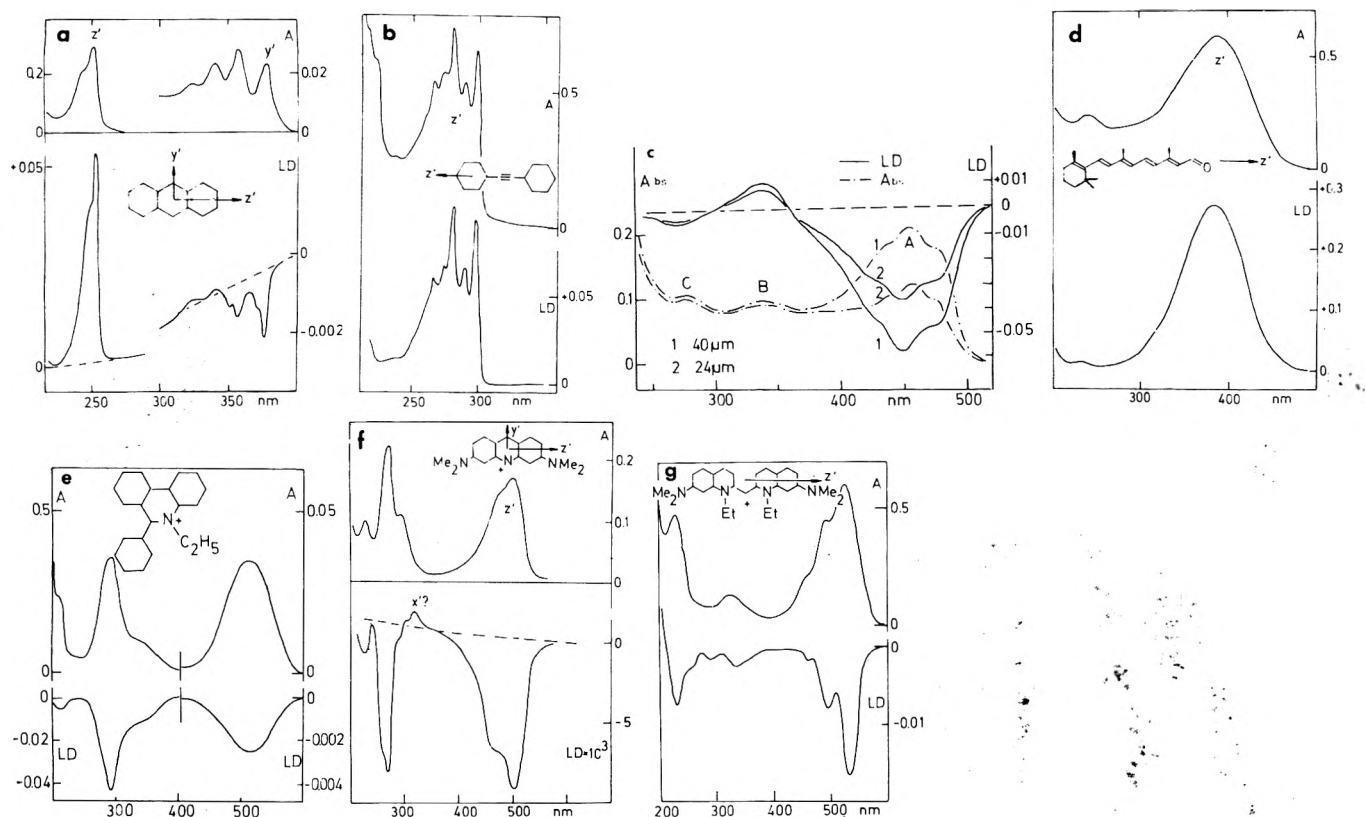 a
z'
A
y'
0.2
0.02
0
0
+0.05
LD
y'
z'
0
-0.002
0
250
300
350
nm
b
0.5
A
z'
z'
0
+0.05
LD
0
250
300
350
nm
c
LD
Abs
LD
Abs
+001
0
-0.01
0.2
1
A
2
C
B
2
0.1
1
-0.05
1 40µm
2 24µm
0
300
400
500
nm
d
A
0.5
z'
0
O
z'
+0.3
LD
+0.2
+0.1
0
300
400
nm
e
A
A
0.5
0.05
N
+
C2H5
0
0
0
0
-0.02
LD
LD
-0.002
-0.04
-0.004
300
400
500
nm
f
y'
A
z'
Me2N
N
+
NMe2
0.2
z'
0.1
0
x'?
0
-5
LD×10³
200
300
400
500
nm
g
z'
A
Me2N
N
N
NMe2
+
Et
Et
0.5
0
0
LD
-0.01
200
300
400
500
nm